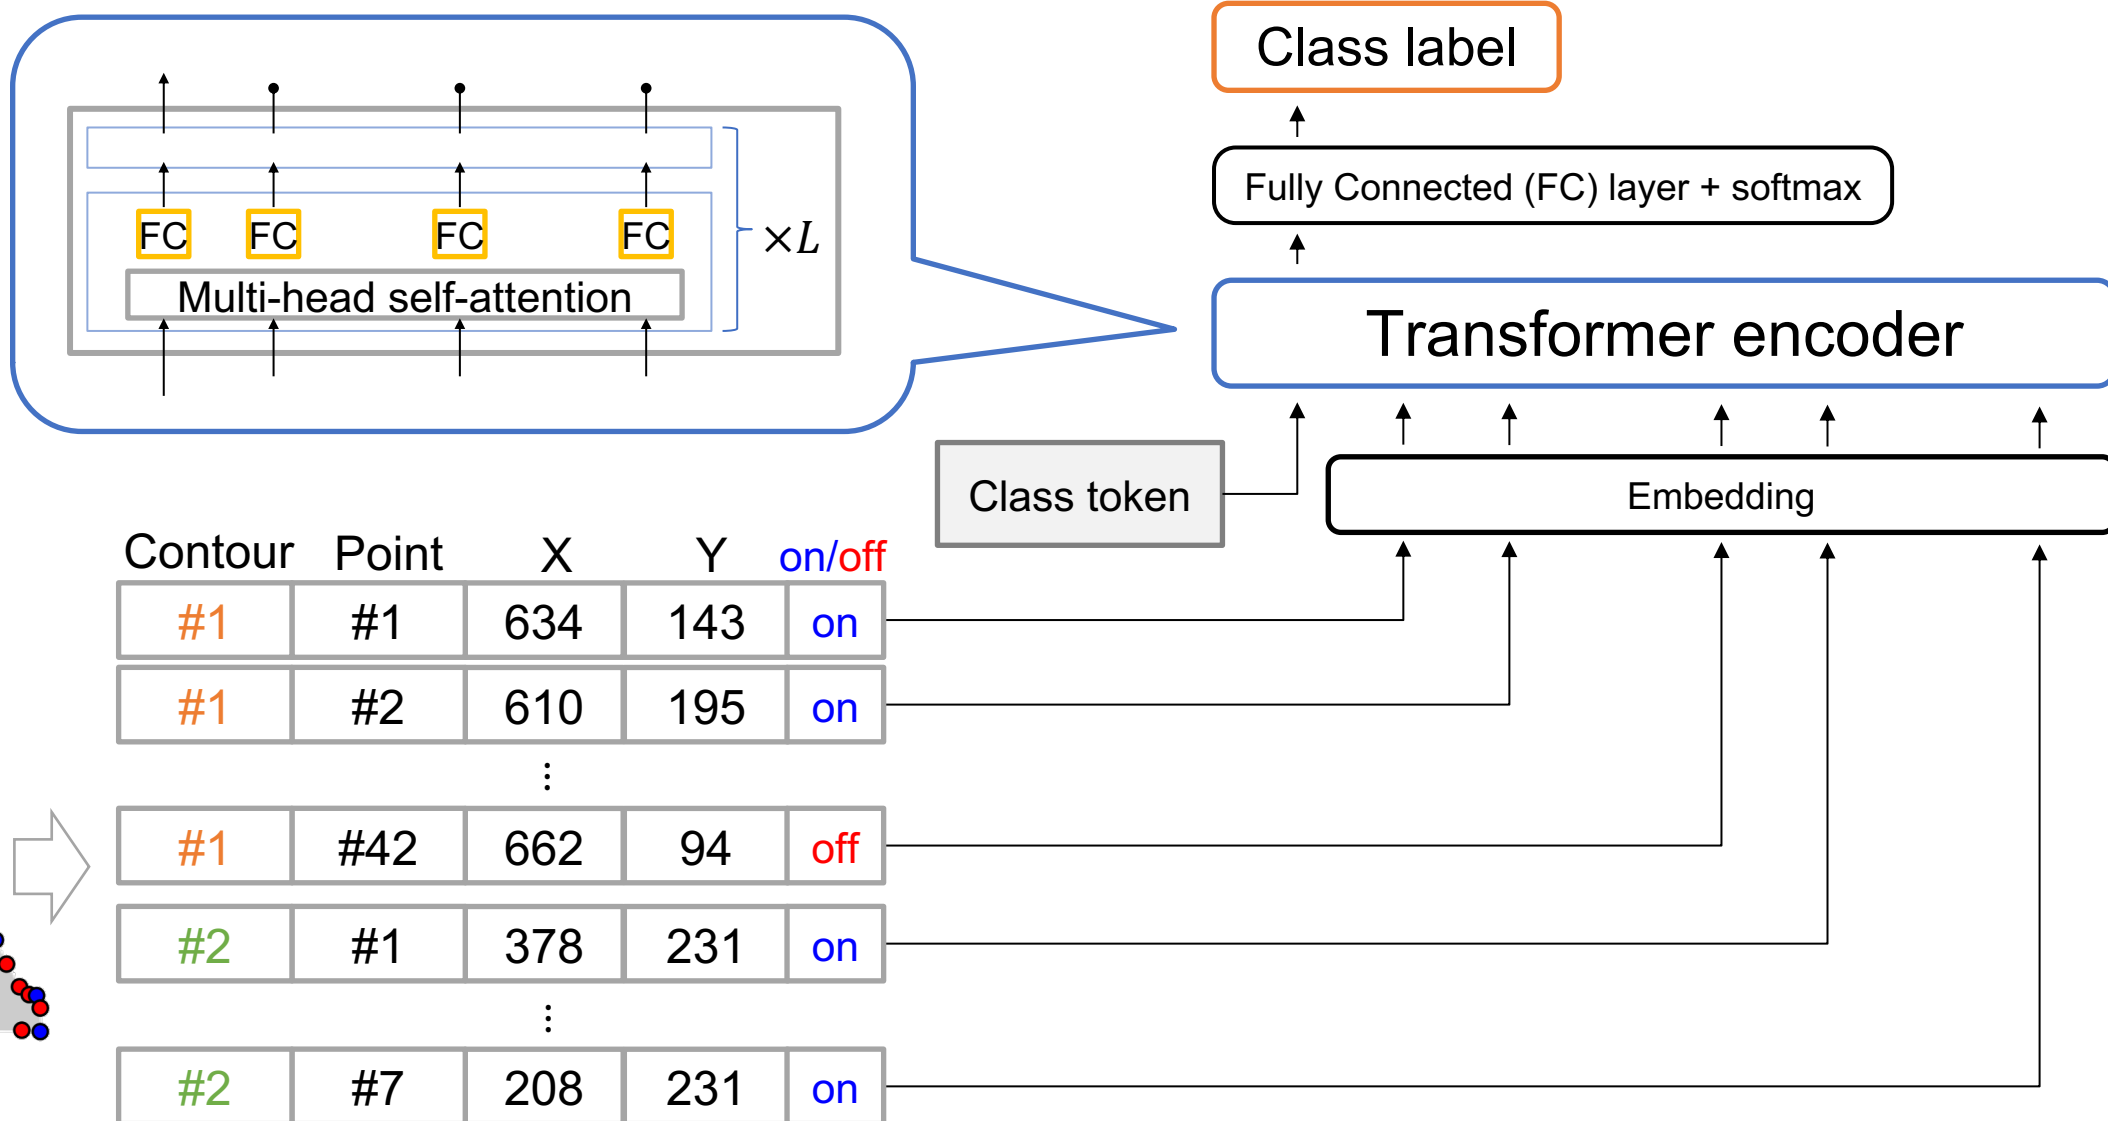 Class label
Fully Connected (FC) layer + softmax
FC FC FC FC
×L
Multi-head self-attention
Transformer encoder
Class token
Embedding
Contour Point X Y on/off
#1 #1 634 143 on
#1 #2 610 195 on
⋮
#1 #42 662 94 off
#2 #1 378 231 on
⋮
#2 #7 208 231 on